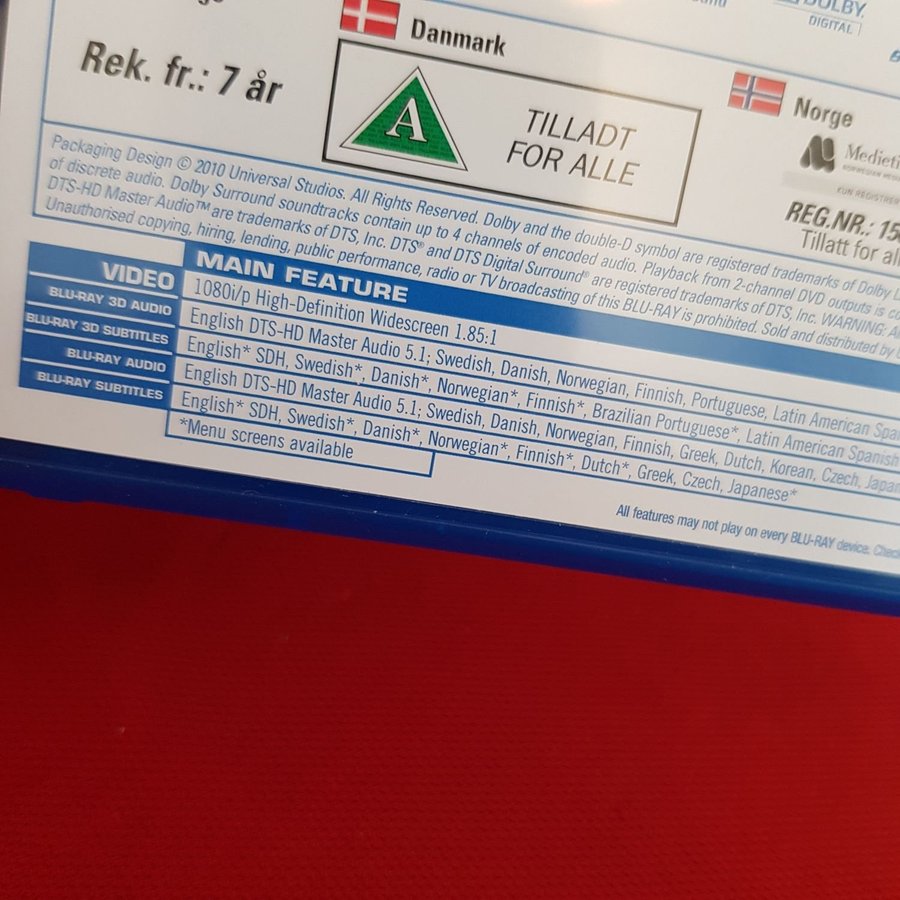 DOLBY
DIGITAL
Danmark
Rek. fr.: 7 år
A
TILLADT
FOR ALLE
Norge
REG.NR.:
Tillatt for
Packaging Design © 2010 Universal Studios. All Rights Reserved. Dolby and the double-D symbol are registered trademarks of Dolby
of discrete audio. Dolby Surround soundtracks contain up to 4 channels of encoded audio. Playback from 2-channel DVD outputs is
DTS-HD Master Audio™ are trademarks of DTS, Inc. DTS® and DTS Digital Surround® are registered trademarks of DTS, Inc. WARNING:
Unauthorised copying, hiring, lending, public performance, radio or TV broadcasting of this BLU-RAY is prohibited. Sold and distributed by
MAIN FEATURE
VIDEO 1080i/p High-Definition Widescreen 1.85:1
BLU-RAY 3D AUDIO English DTS-HD Master Audio 5.1; Swedish, Danish, Norwegian, Finnish, Portuguese, Latin American
BLU-RAY 3D SUBTITLES English* SDH, Swedish*, Danish*, Norwegian*, Finnish*, Brazilian Portuguese*, Latin American Spanish
BLU-RAY AUDIO English DTS-HD Master Audio 5.1; Swedish, Danish, Norwegian, Finnish, Greek, Dutch, Korean, Czech,
BLU-RAY SUBTITLES English* SDH, Swedish*, Danish*, Norwegian*, Finnish*, Dutch*, Greek, Czech, Japanese*
*Menu screens available
All features may not play on every BLU-RAY device.